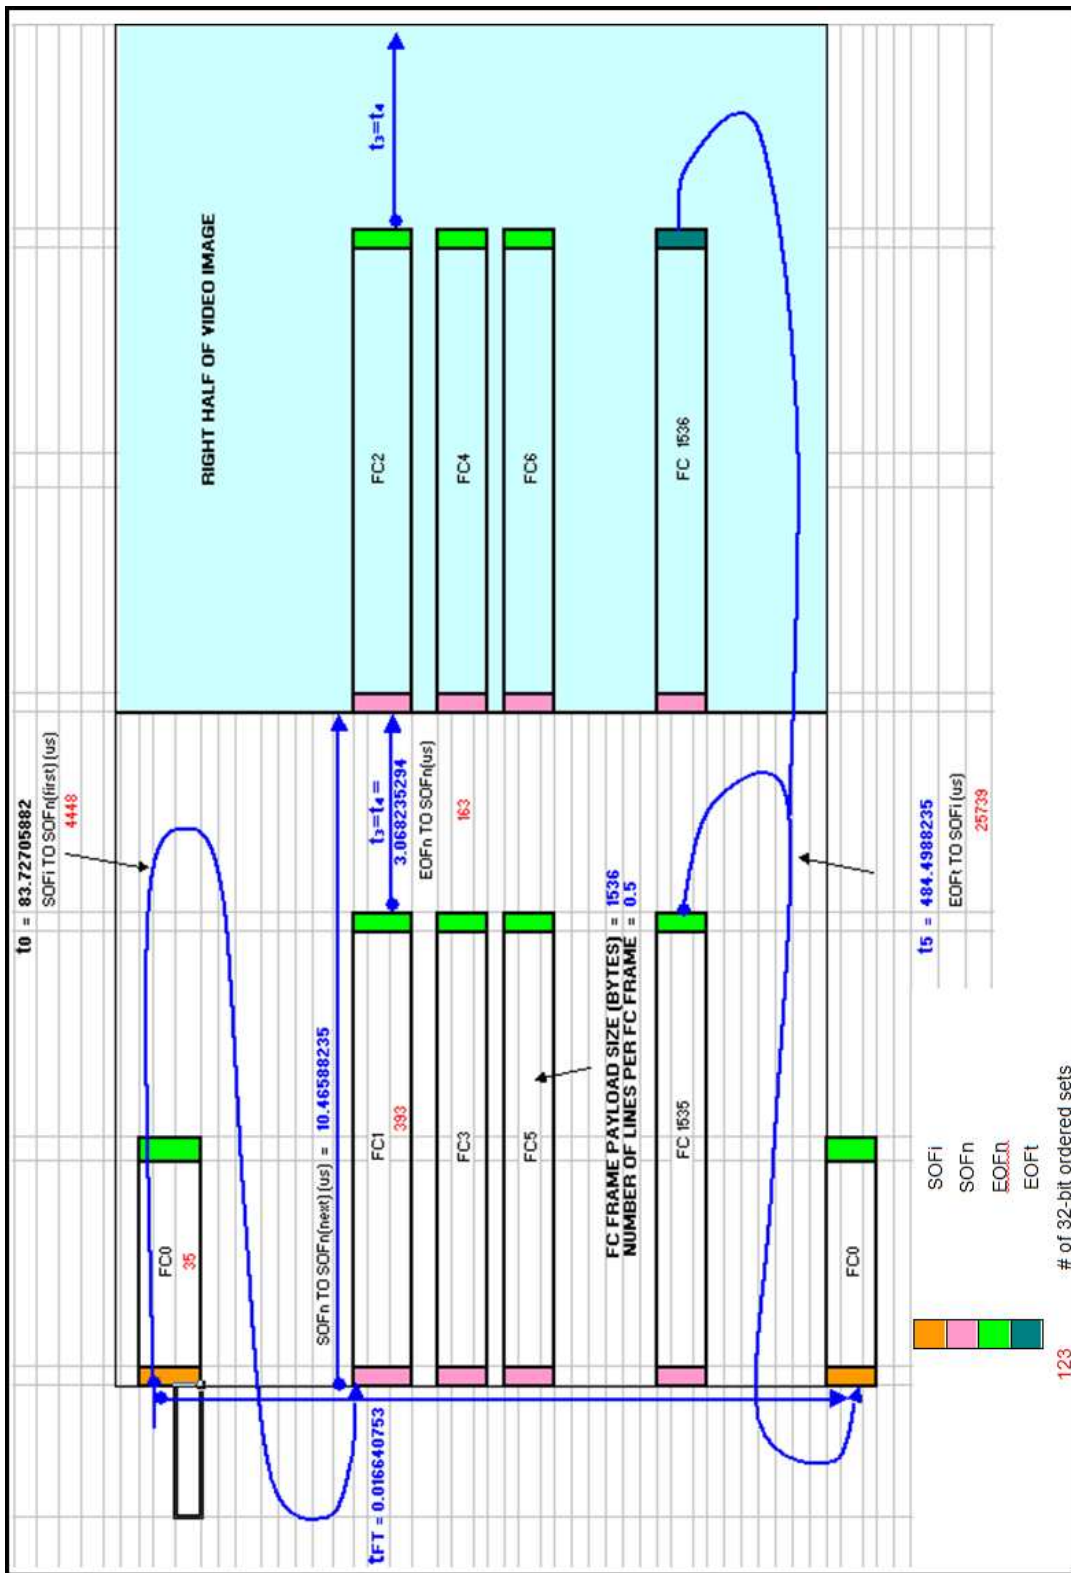 t0 = 83.72705882
SOFi TO SOFn(first) (us)
4448
FC0
35
SOFn TO SOFn(next) (us) = 10.46588235
RIGHT HALF OF VIDEO IMAGE
tFT = 0.016640753
FC1
393
t3=t4 =
3.068235294
EOFn TO SOFn(us)
163
FC2
t3=t4
FC3
FC4
FC5
FC6
FC FRAME PAYLOAD SIZE (BYTES) = 1536
NUMBER OF LINES PER FC FRAME = 0.5
FC 1535
FC 1536
FC0
t5 = 484.4988235
EOFt TO SOFi (us)
25739
SOFi
SOFn
EOFn
EOFt
123 # of 32-bit ordered sets